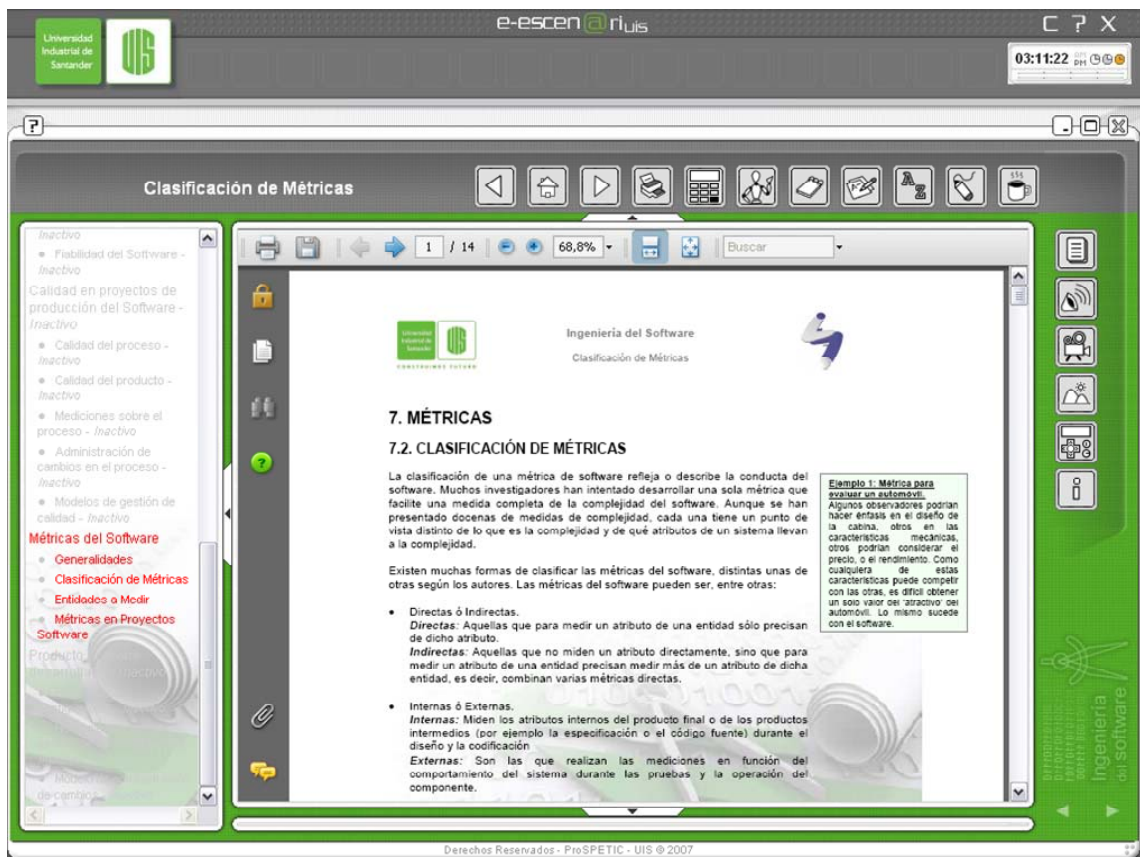 Universidad
Industrial de
Santander
UIS
e-escen@ri uis
C ? X
03:11:22 AM
PM
?
Clasificación de Métricas
A
Z
Inactivo
• Fiabilidad del Software -
Inactivo
Calidad en proyectos de
producción del Software -
Inactivo
• Calidad del proceso -
Inactivo
• Calidad del producto -
Inactivo
• Mediciones sobre el
proceso - Inactivo
• Administración de
cambios en el proceso -
Inactivo
• Modelos de gestión de
calidad - Inactivo
Métricas del Software
• Generalidades
• Clasificación de Métricas
• Entidades a Medir
• Métricas en Proyectos
Software
Producto
1 / 14
68,8%
Buscar
Universidad
Industrial de
Santander
UIS
CONSTRUIMOS FUTURO
Ingeniería del Software
Clasificación de Métricas
7. MÉTRICAS
7.2. CLASIFICACIÓN DE MÉTRICAS
La clasificación de una métrica de software refleja o describe la conducta del
software. Muchos investigadores han intentado desarrollar una sola métrica que
facilite una medida completa de la complejidad del software. Aunque se han
presentado docenas de medidas de complejidad, cada una tiene un punto de
vista distinto de lo que es la complejidad y de qué atributos de un sistema llevan
a la complejidad.
Existen muchas formas de clasificar las métricas del software, distintas unas de
otras según los autores. Las métricas del software pueden ser, entre otras:
• Directas ó Indirectas.
Directas: Aquellas que para medir un atributo de una entidad sólo precisan
de dicho atributo.
Indirectas: Aquellas que no miden un atributo directamente, sino que para
medir un atributo de una entidad precisan medir más de un atributo de dicha
entidad, es decir, combinan varias métricas directas.
• Internas ó Externas.
Internas: Miden los atributos internos del producto final o de los productos
intermedios (por ejemplo la especificación o el código fuente) durante el
diseño y la codificación
Externas: Son las que realizan las mediciones en función del
comportamiento del sistema durante las pruebas y la operación del
componente.
Ejemplo 1: Métrica para
evaluar un automóvil.
Algunos observadores podrían
hacer énfasis en el diseño de
la cabina, otros en las
características mecánicas,
otros podrían considerar el
precio, o el rendimiento. Como
cualquiera de estas
características puede competir
con las otras, es difícil obtener
un solo valor del 'atractivo' del
automóvil. Lo mismo sucede
con el software.
Ingeniería
del software
Derechos Reservados - ProSPETIC - UIS © 2007